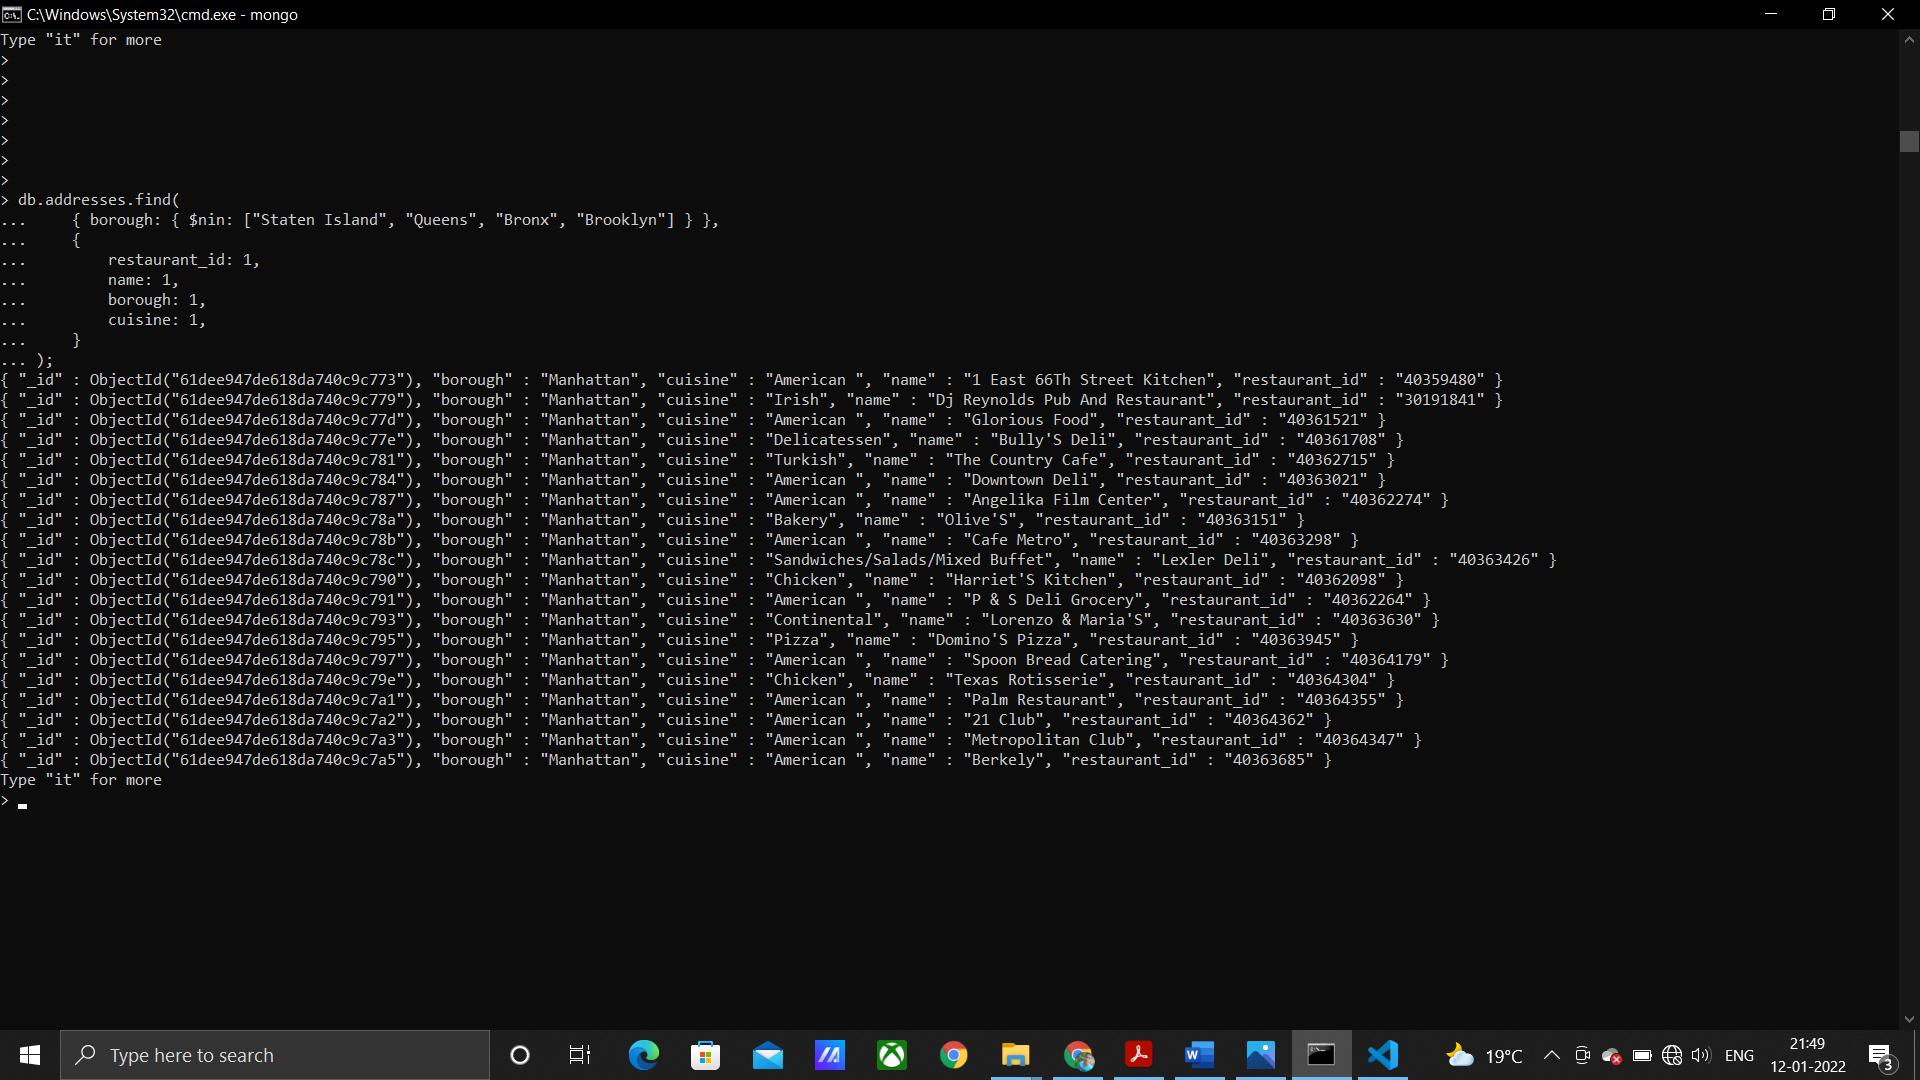 C:\Windows\System32\cmd.exe - mongo
Type "it" for more
>
>
>
>
>
>
>
> db.addresses.find(
...     { borough: { $nin: ["Staten Island", "Queens", "Bronx", "Brooklyn"] } },
...     {
...         restaurant_id: 1,
...         name: 1,
...         borough: 1,
...         cuisine: 1,
...     }
... );
{ "_id" : ObjectId("61dee947de618da740c9c773"), "borough" : "Manhattan", "cuisine" : "American ", "name" : "1 East 66Th Street Kitchen", "restaurant_id" : "40359480" }
{ "_id" : ObjectId("61dee947de618da740c9c779"), "borough" : "Manhattan", "cuisine" : "Irish", "name" : "Dj Reynolds Pub And Restaurant", "restaurant_id" : "30191841" }
{ "_id" : ObjectId("61dee947de618da740c9c77d"), "borough" : "Manhattan", "cuisine" : "American ", "name" : "Glorious Food", "restaurant_id" : "40361521" }
{ "_id" : ObjectId("61dee947de618da740c9c77e"), "borough" : "Manhattan", "cuisine" : "Delicatessen", "name" : "Bully'S Deli", "restaurant_id" : "40361708" }
{ "_id" : ObjectId("61dee947de618da740c9c781"), "borough" : "Manhattan", "cuisine" : "Turkish", "name" : "The Country Cafe", "restaurant_id" : "40362715" }
{ "_id" : ObjectId("61dee947de618da740c9c784"), "borough" : "Manhattan", "cuisine" : "American ", "name" : "Downtown Deli", "restaurant_id" : "40363021" }
{ "_id" : ObjectId("61dee947de618da740c9c787"), "borough" : "Manhattan", "cuisine" : "American ", "name" : "Angelika Film Center", "restaurant_id" : "40362274" }
{ "_id" : ObjectId("61dee947de618da740c9c78a"), "borough" : "Manhattan", "cuisine" : "Bakery", "name" : "Olive'S", "restaurant_id" : "40363151" }
{ "_id" : ObjectId("61dee947de618da740c9c78b"), "borough" : "Manhattan", "cuisine" : "American ", "name" : "Cafe Metro", "restaurant_id" : "40363298" }
{ "_id" : ObjectId("61dee947de618da740c9c78c"), "borough" : "Manhattan", "cuisine" : "Sandwiches/Salads/Mixed Buffet", "name" : "Lexler Deli", "restaurant_id" : "40363426" }
{ "_id" : ObjectId("61dee947de618da740c9c790"), "borough" : "Manhattan", "cuisine" : "Chicken", "name" : "Harriet'S Kitchen", "restaurant_id" : "40362098" }
{ "_id" : ObjectId("61dee947de618da740c9c791"), "borough" : "Manhattan", "cuisine" : "American ", "name" : "P & S Deli Grocery", "restaurant_id" : "40362264" }
{ "_id" : ObjectId("61dee947de618da740c9c793"), "borough" : "Manhattan", "cuisine" : "Continental", "name" : "Lorenzo & Maria'S", "restaurant_id" : "40363630" }
{ "_id" : ObjectId("61dee947de618da740c9c795"), "borough" : "Manhattan", "cuisine" : "Pizza", "name" : "Domino'S Pizza", "restaurant_id" : "40363945" }
{ "_id" : ObjectId("61dee947de618da740c9c797"), "borough" : "Manhattan", "cuisine" : "American ", "name" : "Spoon Bread Catering", "restaurant_id" : "40364179" }
{ "_id" : ObjectId("61dee947de618da740c9c79e"), "borough" : "Manhattan", "cuisine" : "Chicken", "name" : "Texas Rotisserie", "restaurant_id" : "40364304" }
{ "_id" : ObjectId("61dee947de618da740c9c7a1"), "borough" : "Manhattan", "cuisine" : "American ", "name" : "Palm Restaurant", "restaurant_id" : "40364355" }
{ "_id" : ObjectId("61dee947de618da740c9c7a2"), "borough" : "Manhattan", "cuisine" : "American ", "name" : "21 Club", "restaurant_id" : "40364362" }
{ "_id" : ObjectId("61dee947de618da740c9c7a3"), "borough" : "Manhattan", "cuisine" : "American ", "name" : "Metropolitan Club", "restaurant_id" : "40364347" }
{ "_id" : ObjectId("61dee947de618da740c9c7a5"), "borough" : "Manhattan", "cuisine" : "American ", "name" : "Berkely", "restaurant_id" : "40363685" }
Type "it" for more
>
Type here to search
19°C
ENG
21:49
12-01-2022
3